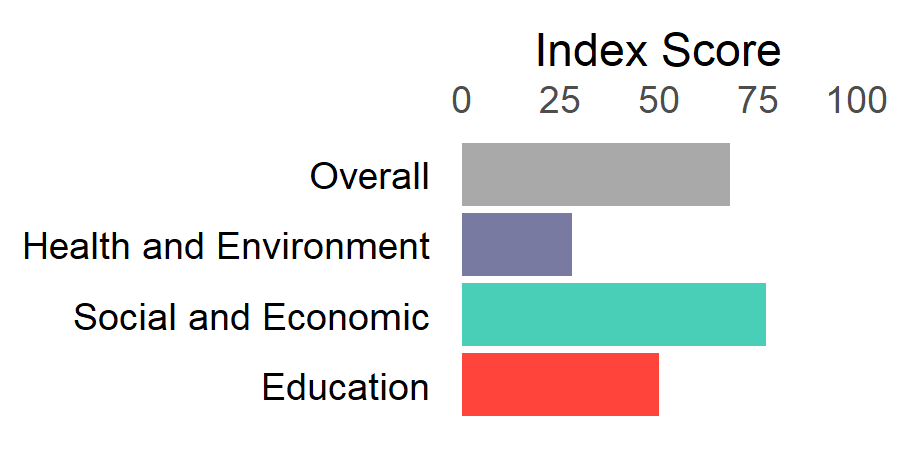 Index Score
0 25 50 75 100
Overall
Health and Environment
Social and Economic
Education